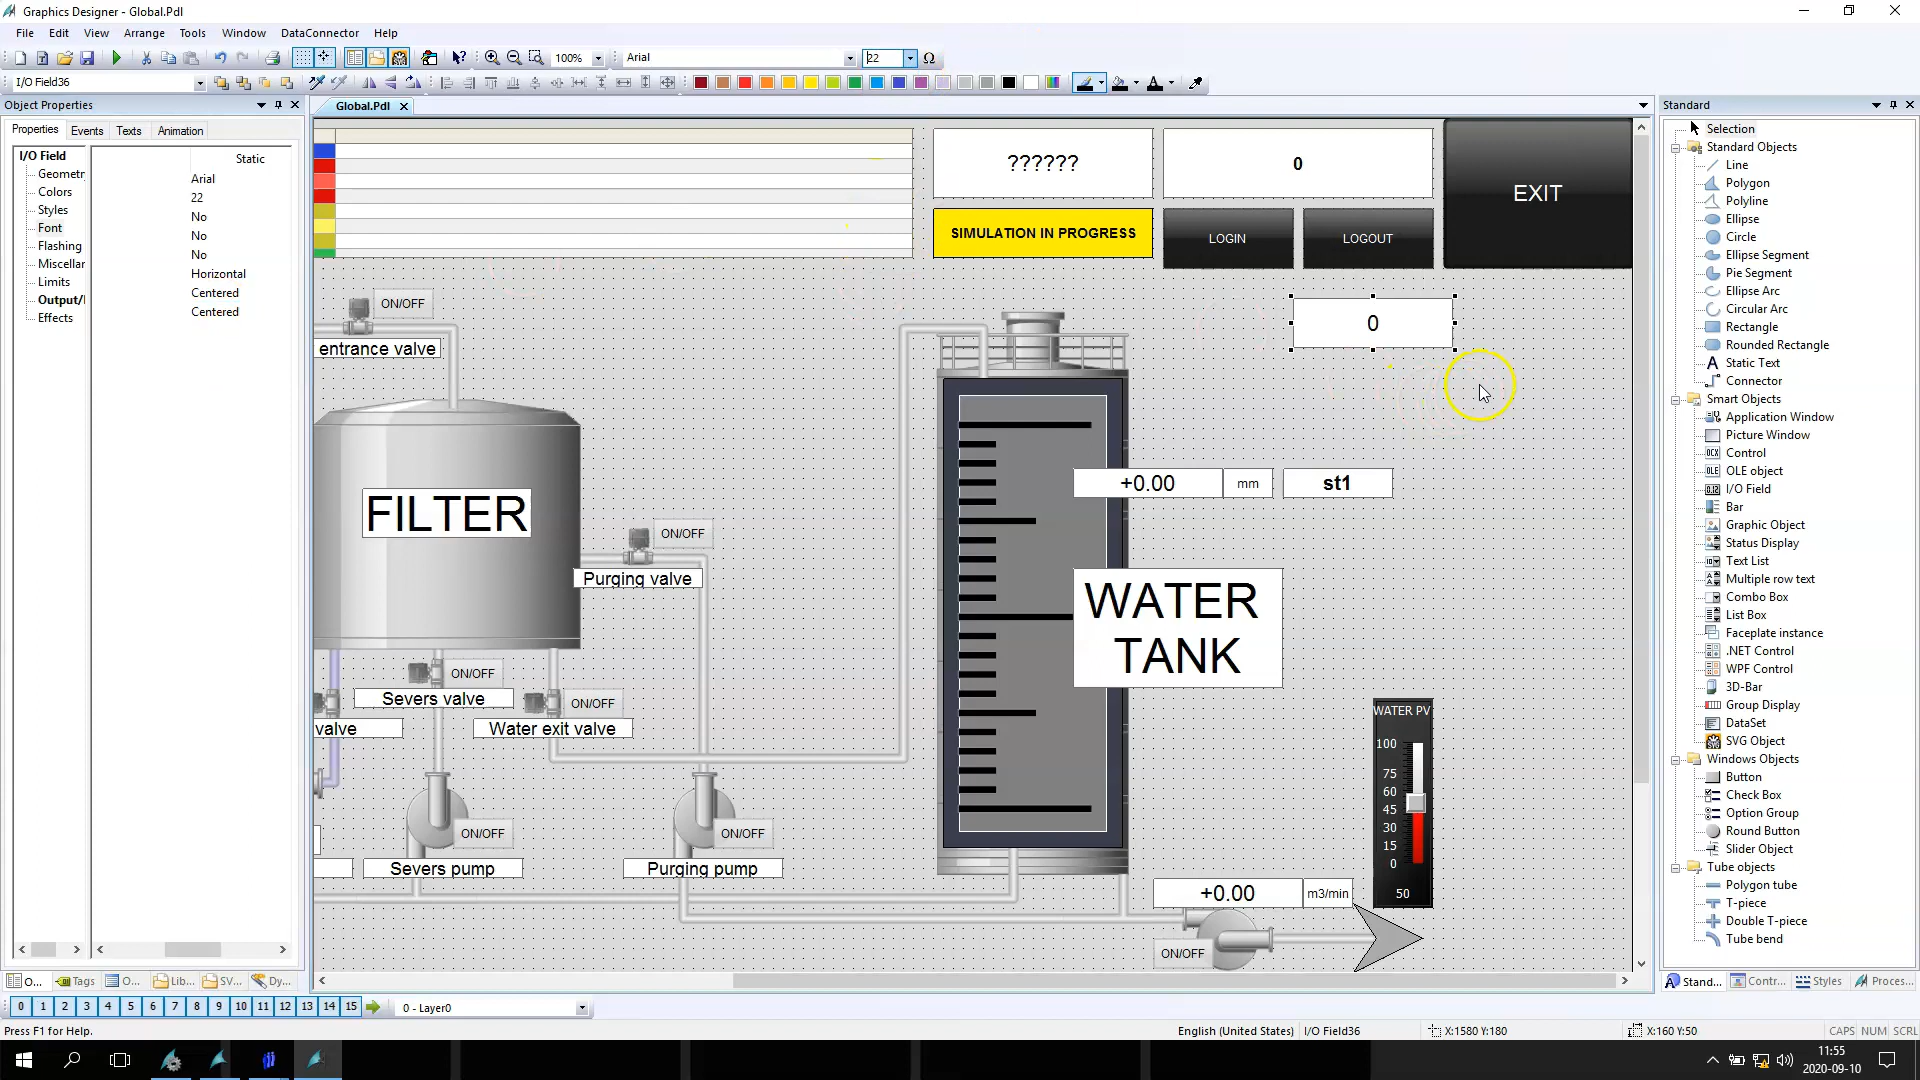 Graphics Designer - Global.Pdl
File Edit View Arrange Tools Window DataConnector Help
100% Arial 22
I/O Field36
Object Properties
Global.Pdl
Standard
Properties Events Texts Animation
I/O Field
Geometr
Colors
Styles
Font
Flashing
Miscellar
Limits
Output/I
Effects
Static
Arial
22
No
No
No
Horizontal
Centered
Centered
??????
0
EXIT
SIMULATION IN PROGRESS
LOGIN
LOGOUT
ON/OFF
entrance valve
0
+0.00
mm
st1
FILTER
ON/OFF
Purging valve
WATER
TANK
ON/OFF
Severs valve
ON/OFF
valve
Water exit valve
WATER PV
100
75
60
45
30
15
0
50
ON/OFF
ON/OFF
Severs pump
Purging pump
+0.00
m3/min
ON/OFF
Selection
Standard Objects
Line
Polygon
Polyline
Ellipse
Circle
Ellipse Segment
Pie Segment
Ellipse Arc
Circular Arc
Rectangle
Rounded Rectangle
Static Text
Connector
Smart Objects
Application Window
Picture Window
Control
OLE object
I/O Field
Bar
Graphic Object
Status Display
Text List
Multiple row text
Combo Box
List Box
Faceplate instance
.NET Control
WPF Control
3D-Bar
Group Display
DataSet
SVG Object
Windows Objects
Button
Check Box
Option Group
Round Button
Slider Object
Tube objects
Polygon tube
T-piece
Double T-piece
Tube bend
O... Tags O... Lib... SV... Dy...
Stand... Contr... Styles Proces...
0 1 2 3 4 5 6 7 8 9 10 11 12 13 14 15 0 - Layer0
Press F1 for Help.
English (United States) I/O Field36 X:1580 Y:180 X:160 Y:50 CAPS NUM SCRL
11:55
2020-09-10